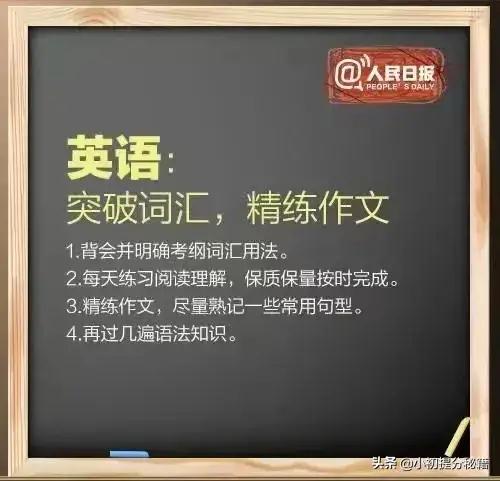 @人民日报
PEOPLE'S DAILY
英语:
突破词汇，精练作文
1.背会并明确考纲词汇用法。
2.每天练习阅读理解，保质保量按时完成。
3.精练作文，尽量熟记一些常用句型。
4.再过几遍语法知识。
头条 @小初提分秘籍